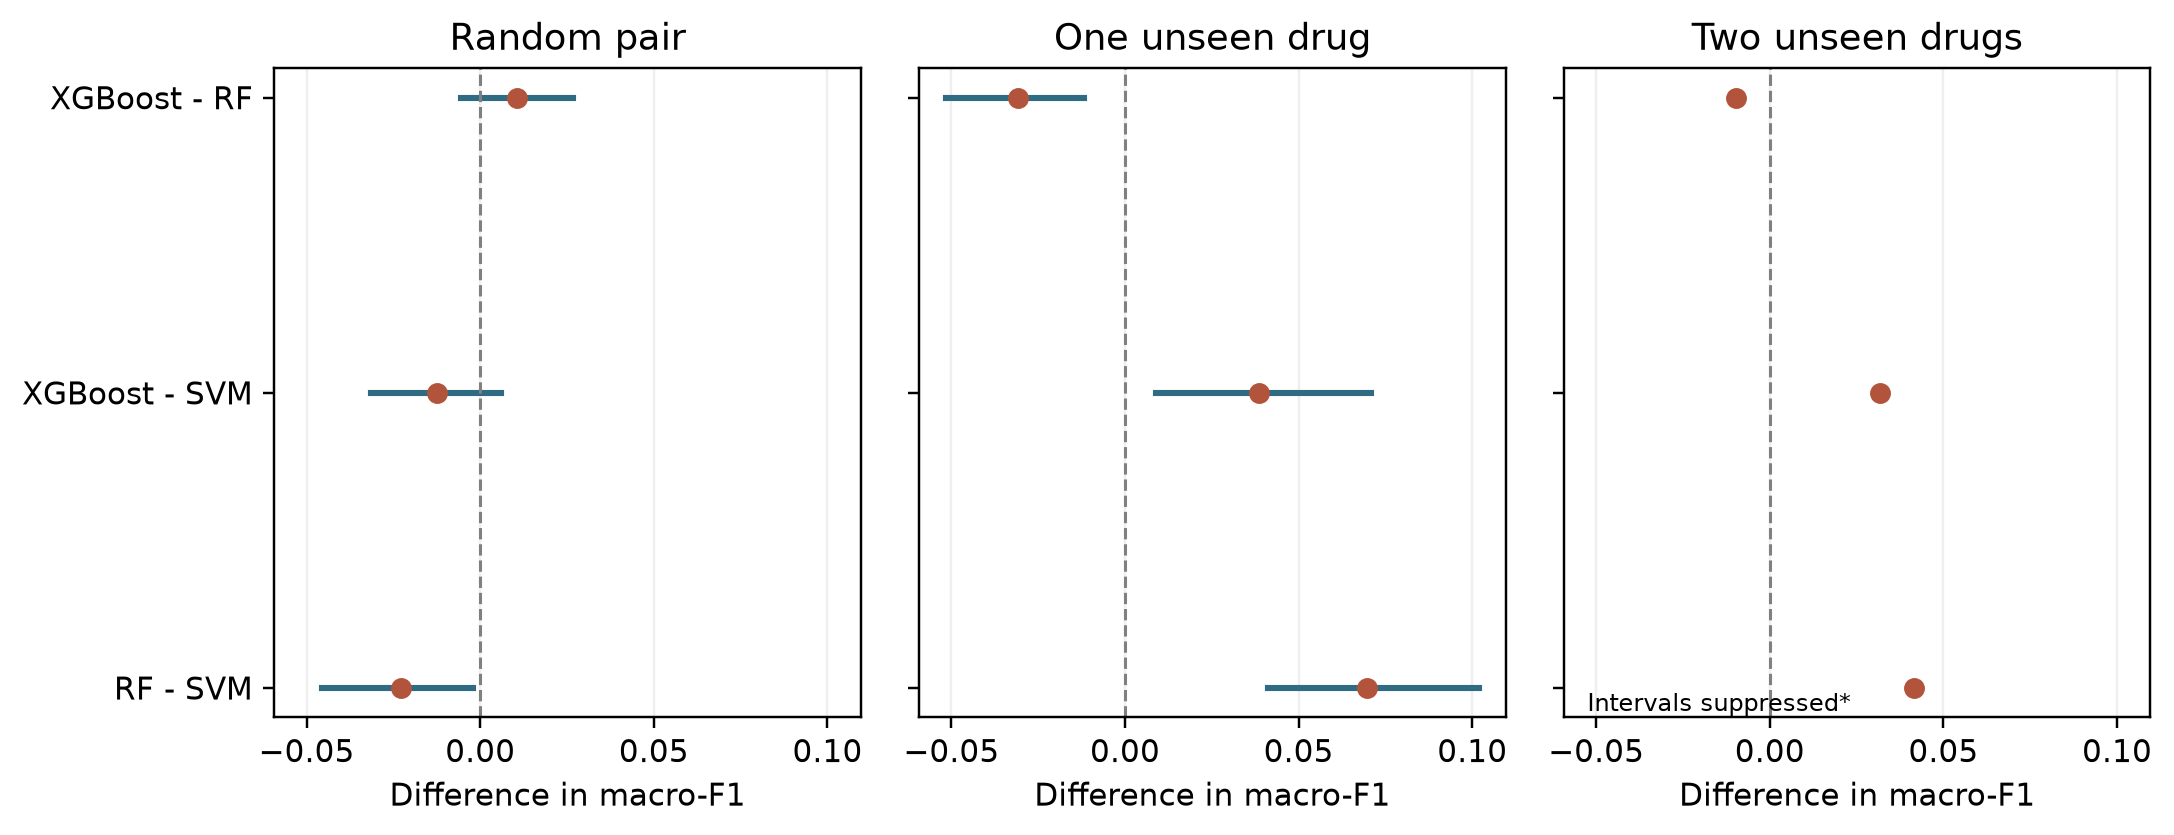 Random pair
One unseen drug
Two unseen drugs
XGBoost - RF
XGBoost - SVM
RF - SVM
Intervals suppressed*
−0.05 0.00 0.05 0.10
−0.05 0.00 0.05 0.10
−0.05 0.00 0.05 0.10
Difference in macro-F1
Difference in macro-F1
Difference in macro-F1